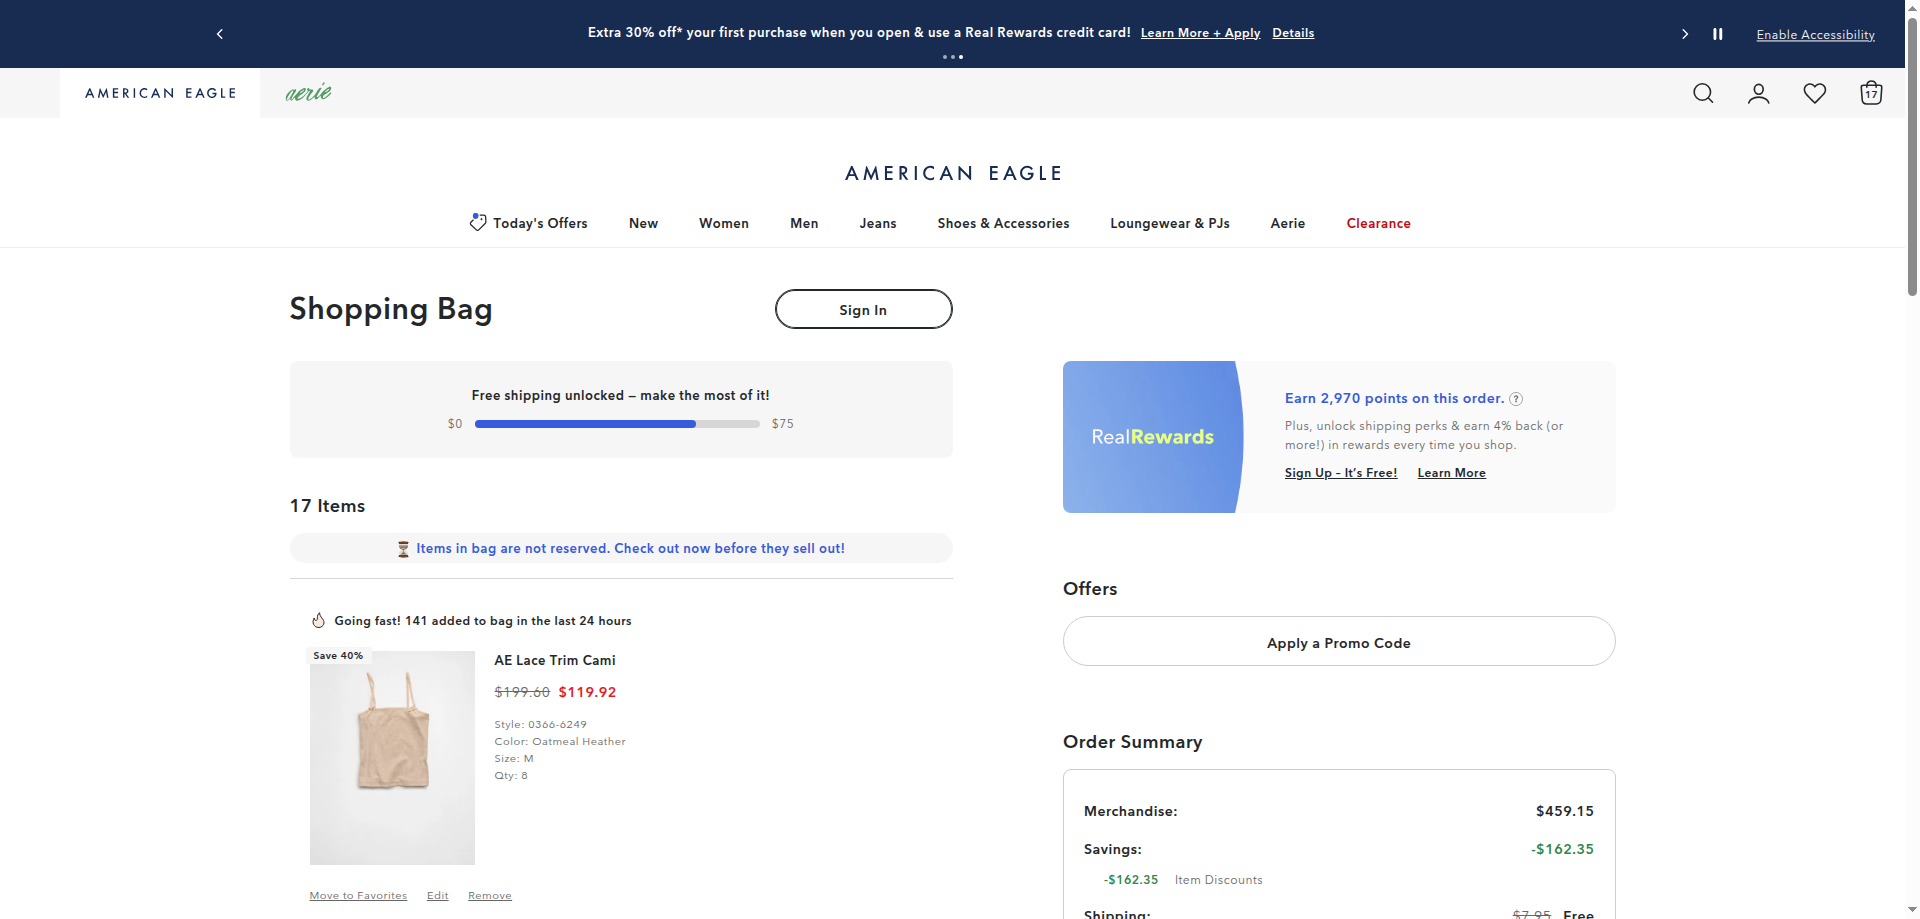 Extra 30% off* your first purchase when you open & use a Real Rewards credit card! Learn More + Apply Details
Enable Accessibility
AMERICAN EAGLE
aerie
17
AMERICAN EAGLE
Today's Offers New Women Men Jeans Shoes & Accessories Loungewear & PJs Aerie Clearance
Shopping Bag
Sign In
Free shipping unlocked – make the most of it!
$0 $75
RealRewards
Earn 2,970 points on this order. ?
Plus, unlock shipping perks & earn 4% back (or
more!) in rewards every time you shop.
Sign Up - It's Free! Learn More
17 Items
Items in bag are not reserved. Check out now before they sell out!
Going fast! 141 added to bag in the last 24 hours
Save 40%
AE Lace Trim Cami
$199.60 $119.92
Style: 0366-6249
Color: Oatmeal Heather
Size: M
Qty: 8
Move to Favorites Edit Remove
Offers
Apply a Promo Code
Order Summary
Merchandise: $459.15
Savings: -$162.35
-$162.35 Item Discounts
Shipping: $7.95 Free